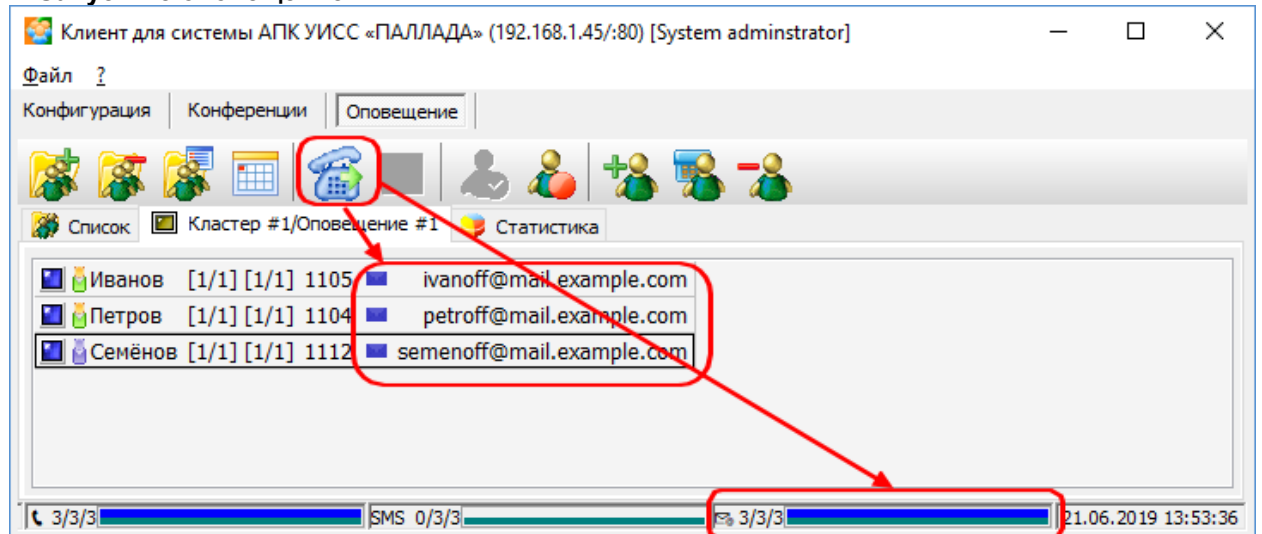 Клиент для системы АПК УИСС «ПАЛЛАДА» (192.168.1.45/:80) [System adminstrator]
Файл ?
Конфигурация Конференции Оповещение
Список Кластер #1/Оповещение #1 Статистика
Иванов [1/1] [1/1] 1105 ivanoff@mail.example.com
Петров [1/1] [1/1] 1104 petroff@mail.example.com
Семёнов [1/1] [1/1] 1112 semenoff@mail.example.com
3/3/3 SMS 0/3/3 3/3/3 21.06.2019 13:53:36